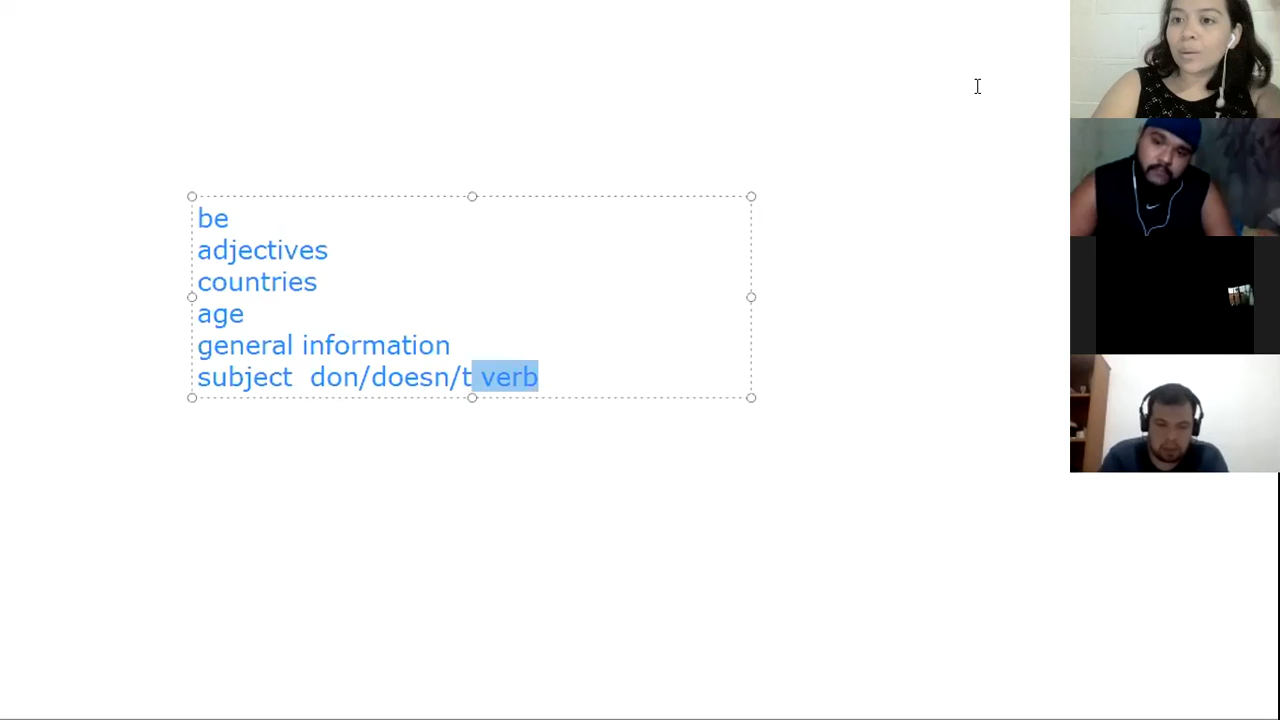 be
adjectives
countries
age
general information
subject  don/doesn/t verb